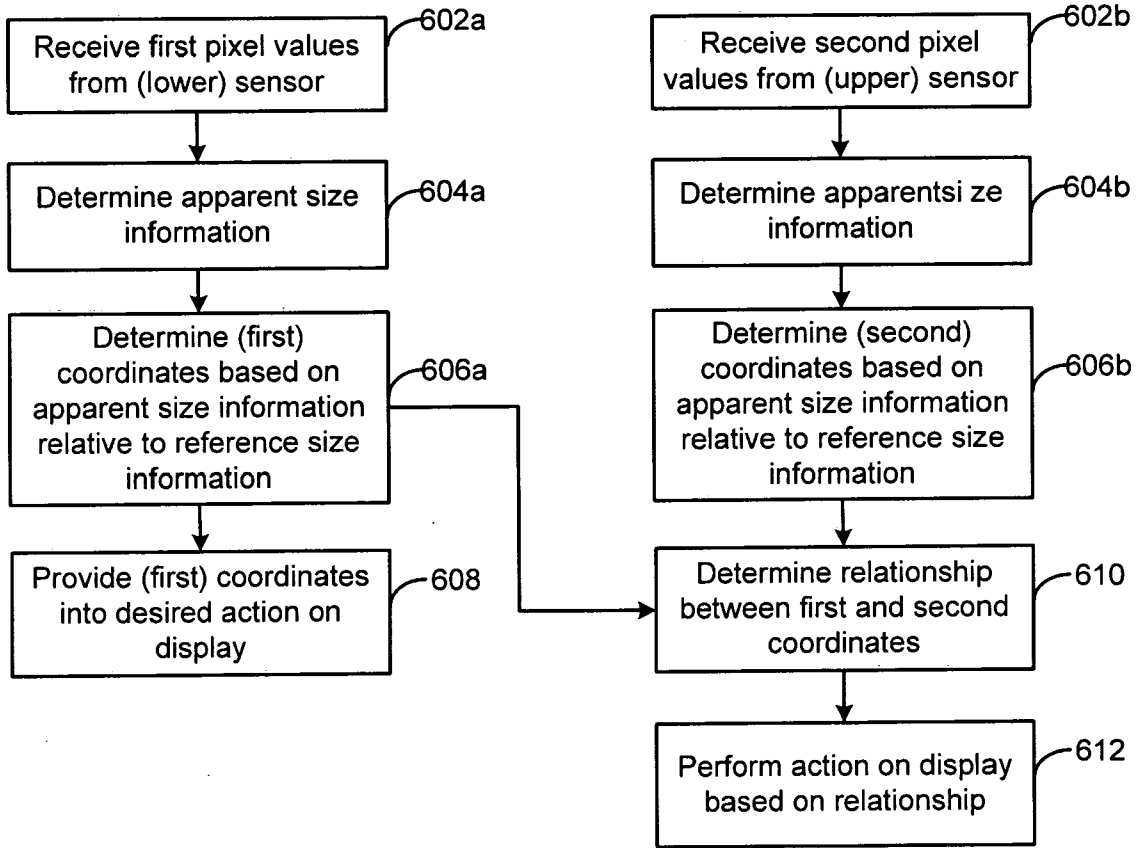 602a
Receive first pixel values
from (lower) sensor
604a
Determine apparent size
information
606a
Determine (first)
coordinates based on
apparent size information
relative to reference size
information
608
Provide (first) coordinates
into desired action on
display
602b
Receive second pixel
values from (upper) sensor
604b
Determine apparentsi ze
information
606b
Determine (second)
coordinates based on
apparent size information
relative to reference size
information
610
Determine relationship
between first and second
coordinates
612
Perform action on display
based on relationship